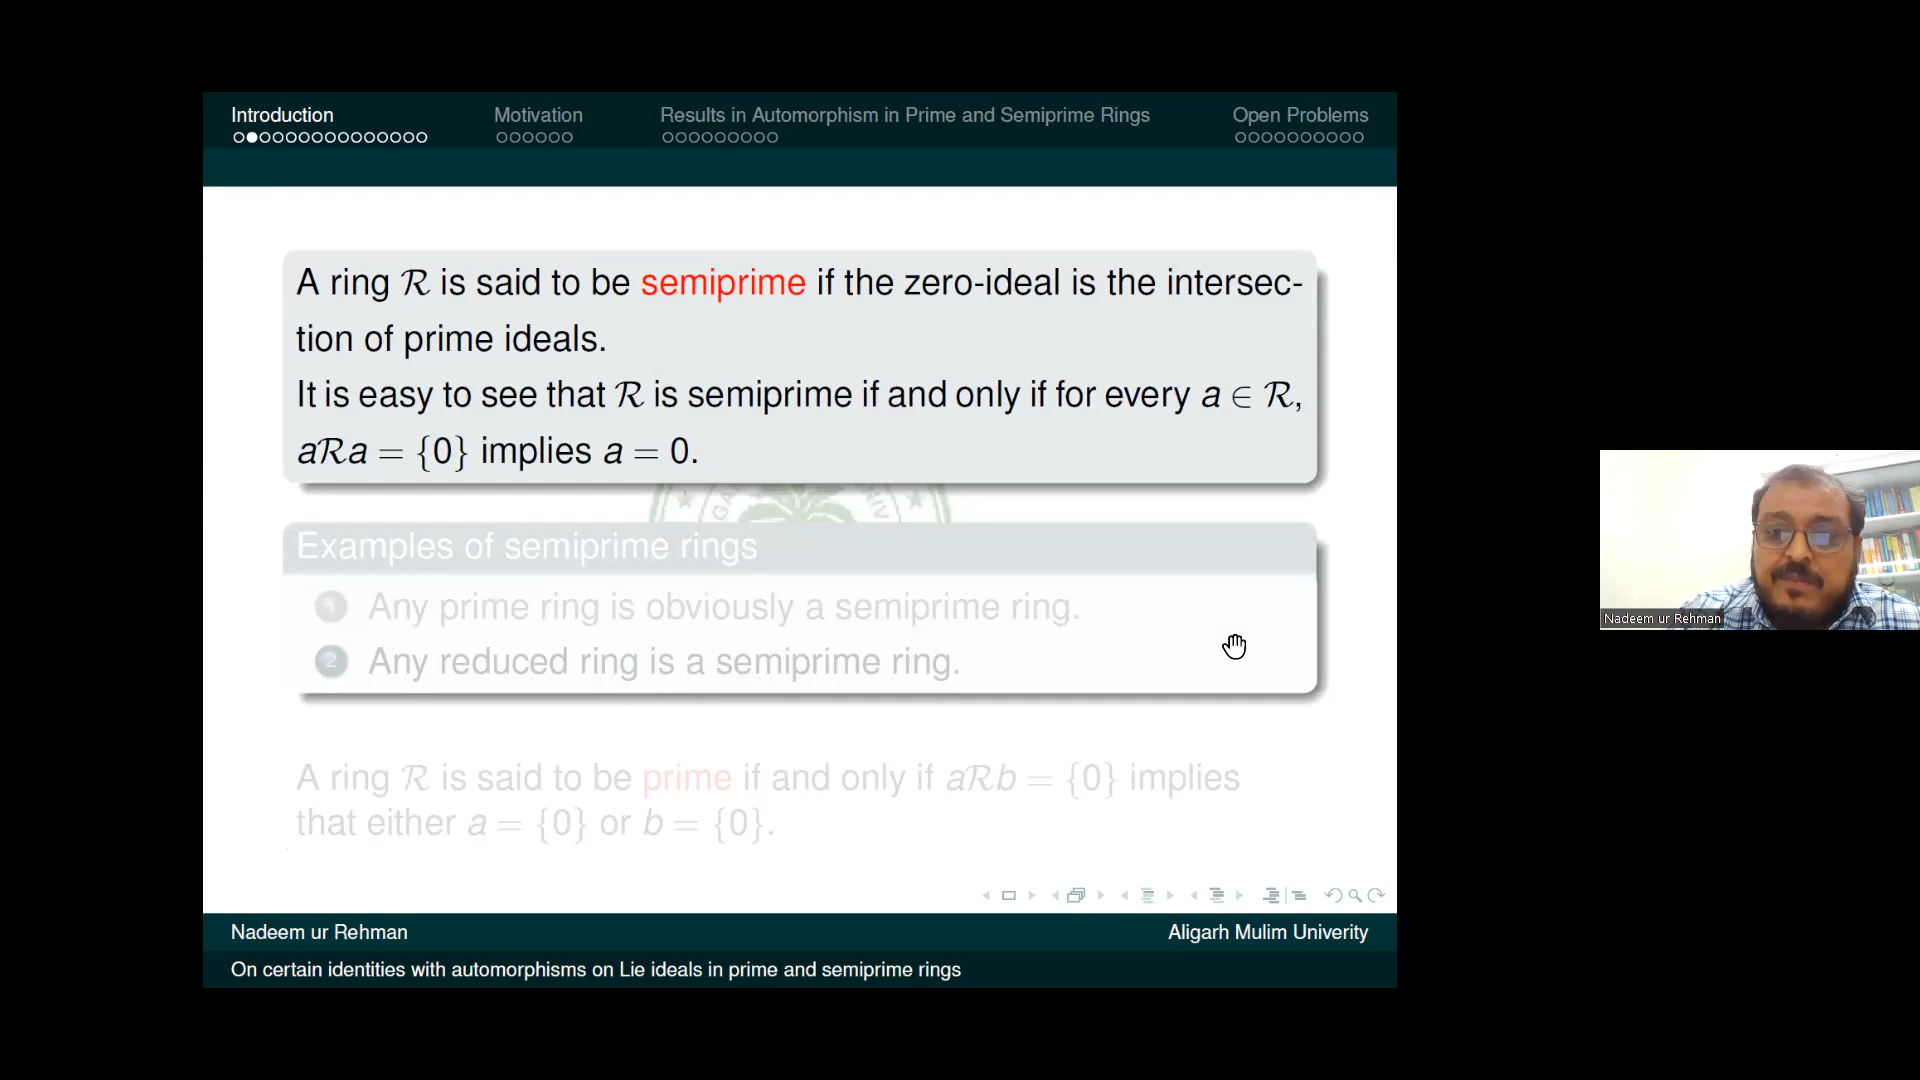 Introduction Motivation Results in Automorphism in Prime and Semiprime Rings Open Problems
A ring R is said to be semiprime if the zero-ideal is the intersec-
tion of prime ideals.
It is easy to see that R is semiprime if and only if for every a ∈ R,
aRa = {0} implies a = 0.
Examples of semiprime rings
1 Any prime ring is obviously a semiprime ring.
2 Any reduced ring is a semiprime ring.
A ring R is said to be prime if and only if aRb = {0} implies
that either a = {0} or b = {0}.
Nadeem ur Rehman Aligarh Mulim Univerity
On certain identities with automorphisms on Lie ideals in prime and semiprime rings
Nadeem ur Rehman